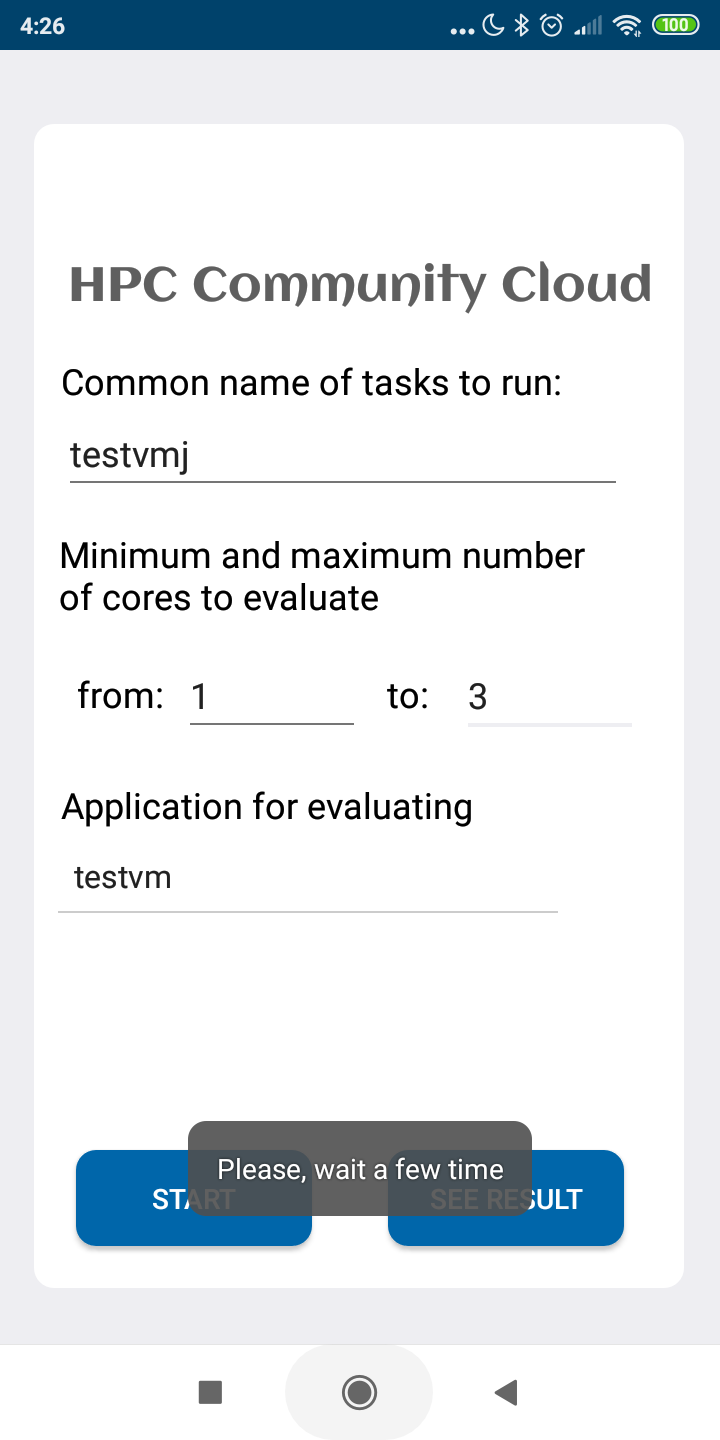 4:26
100
HPC Community Cloud
Common name of tasks to run:
testvmj
Minimum and maximum number
of cores to evaluate
from: 1 to: 3
Application for evaluating
testvm
Please, wait a few time
START SEE RESULT